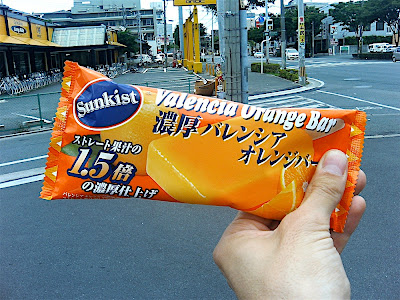 Sunkist
Valencia Orange Bar
濃厚バレンシア
オレンジバー
ストレート果汁の
1.5倍
の濃厚仕上げ